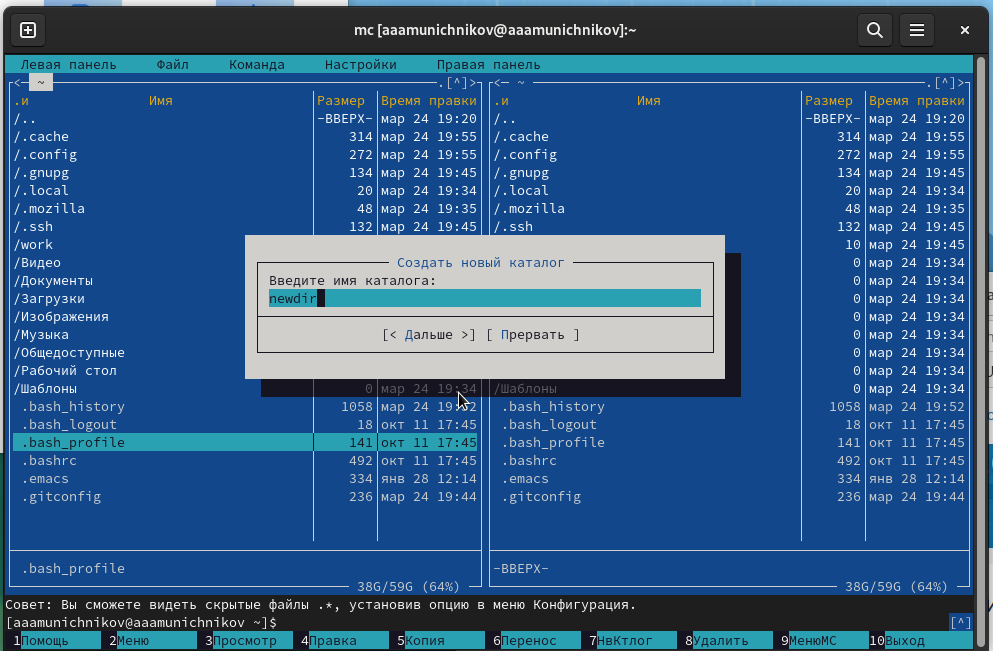 mc [aaamunichnikov@aaamunichnikov]:~
Левая панель Файл Команда Настройки Правая панель
<─ ~ .[^]> <─ ~ .[^]>
.и Имя Размер Время правки .и Имя Размер Время правки
/.. -ВВЕРХ- мар 24 19:20 /.. -ВВЕРХ- мар 24 19:20
/.cache 314 мар 24 19:55 /.cache 314 мар 24 19:55
/.config 272 мар 24 19:55 /.config 272 мар 24 19:55
/.gnupg 134 мар 24 19:45 /.gnupg 134 мар 24 19:45
/.local 20 мар 24 19:34 /.local 20 мар 24 19:34
/.mozilla 48 мар 24 19:35 /.mozilla 48 мар 24 19:35
/.ssh 132 мар 24 19:45 /.ssh 132 мар 24 19:45
/work 10 мар 24 19:45
/Видео Создать новый каталог 0 мар 24 19:34
/Документы Введите имя каталога: 0 мар 24 19:34
/Загрузки newdir 0 мар 24 19:34
/Изображения 0 мар 24 19:34
/Музыка [< Дальше >] [ Прервать ] 0 мар 24 19:34
/Общедоступные 0 мар 24 19:34
/Рабочий стол 0 мар 24 19:34
/Шаблоны 0 мар 24 19:34 /Шаблоны 0 мар 24 19:34
.bash_history 1058 мар 24 19:52 .bash_history 1058 мар 24 19:52
.bash_logout 18 окт 11 17:45 .bash_logout 18 окт 11 17:45
.bash_profile 141 окт 11 17:45 .bash_profile 141 окт 11 17:45
.bashrc 492 окт 11 17:45 .bashrc 492 окт 11 17:45
.emacs 334 янв 28 12:14 .emacs 334 янв 28 12:14
.gitconfig 236 мар 24 19:44 .gitconfig 236 мар 24 19:44
.bash_profile -ВВЕРХ-
38G/59G (64%) 38G/59G (64%)
Совет: Вы сможете видеть скрытые файлы .*, установив опцию в меню Конфигурация.
[aaamunichnikov@aaamunichnikov ~]$ [^]
1Помощь 2Меню 3Просмотр 4Правка 5Копия 6Перенос 7НвКтлог 8Удалить 9МенюМС 10Выход